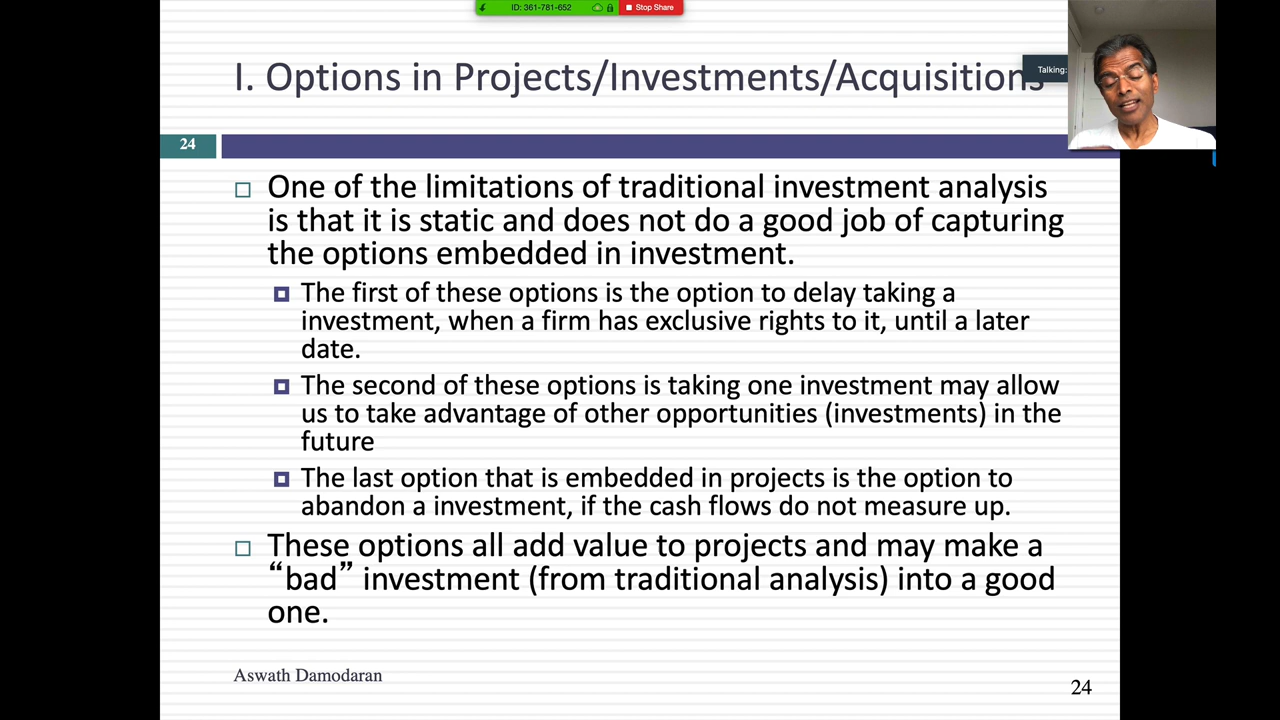 ID: 361-781-652
Stop Share
I. Options in Projects/Investments/Acquisitions
Talking:
24
One of the limitations of traditional investment analysis
is that it is static and does not do a good job of capturing
the options embedded in investment.
The first of these options is the option to delay taking a
investment, when a firm has exclusive rights to it, until a later
date.
The second of these options is taking one investment may allow
us to take advantage of other opportunities (investments) in the
future
The last option that is embedded in projects is the option to
abandon a investment, if the cash flows do not measure up.
These options all add value to projects and may make a
“bad” investment (from traditional analysis) into a good
one.
Aswath Damodaran
24